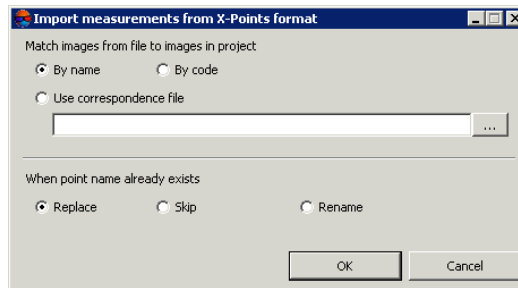 Import measurements from X-Points format
Match images from file to images in project
By name By code
Use correspondence file
...
When point name already exists
Replace Skip Rename
OK Cancel